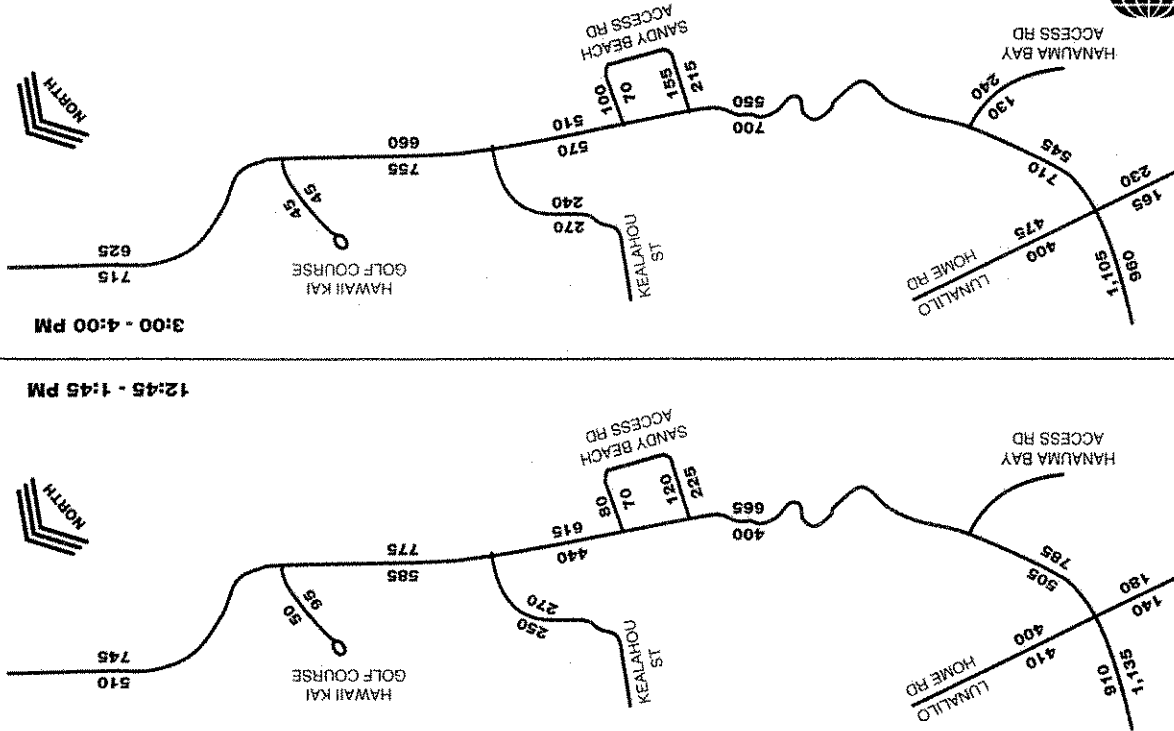 1,135
910
LUNALILO
HOME RD
410
400
140
180
505
785
HANAUMA BAY
ACCESS RD
400
665
225
120
70
80
SANDY BEACH
ACCESS RD
KEALAHOU
ST
250
270
440
615
585
775
HAWAII KAI
GOLF COURSE
50
95
510
745
NORTH
12:45 - 1:45 PM
3:00 - 4:00 PM
960
1,105
LUNALILO
HOME RD
400
475
165
230
710
545
HANAUMA BAY
ACCESS RD
130
240
700
550
215
155
70
100
SANDY BEACH
ACCESS RD
KEALAHOU
ST
270
240
570
510
755
660
HAWAII KAI
GOLF COURSE
45
45
715
625
NORTH